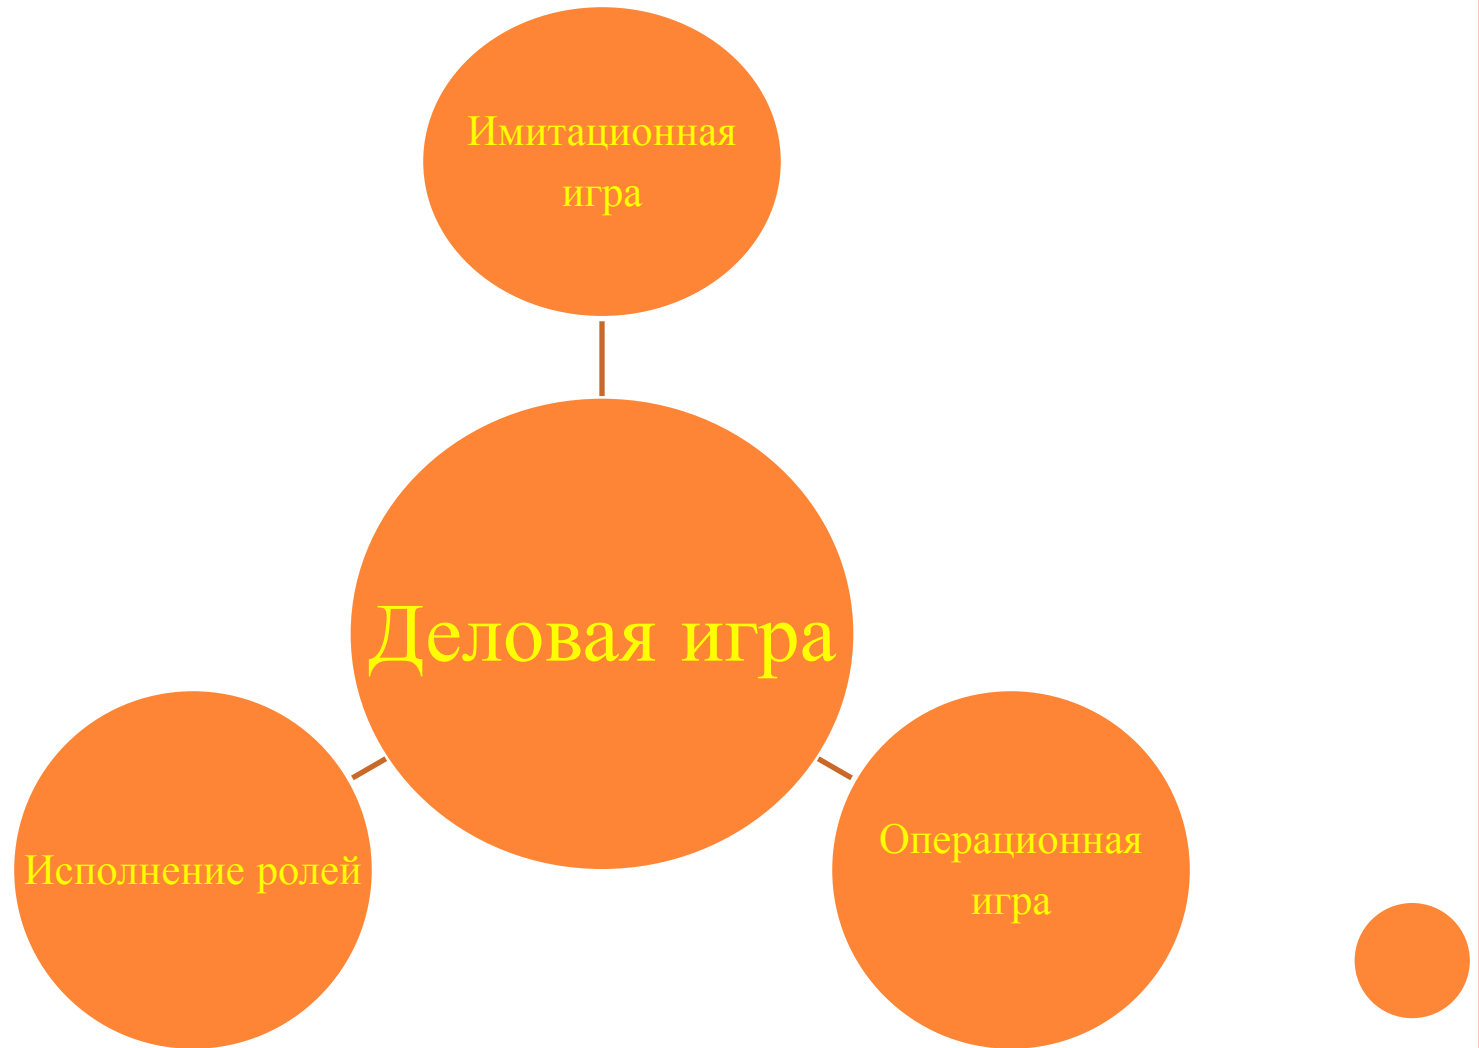 Имитационная
игра
Деловая игра
Исполнение ролей
Операционная
игра